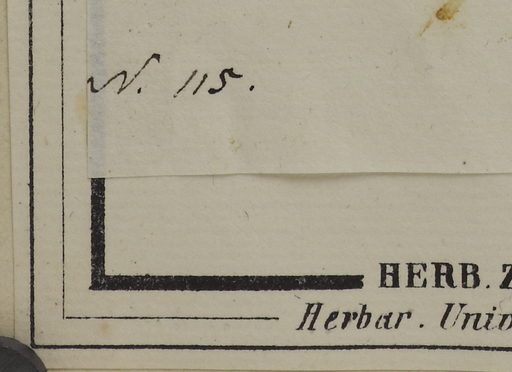 N. 115.
HERB. Z
Herbar. Univ